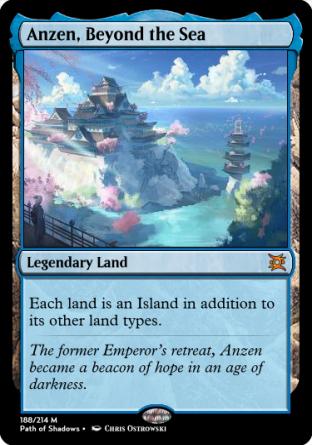 Anzen, Beyond the Sea
Legendary Land
Each land is an Island in addition to
its other land types.
The former Emperor's retreat, Anzen
became a beacon of hope in an age of
darkness.
188/214 M
Path of Shadows • Chris Ostrowski